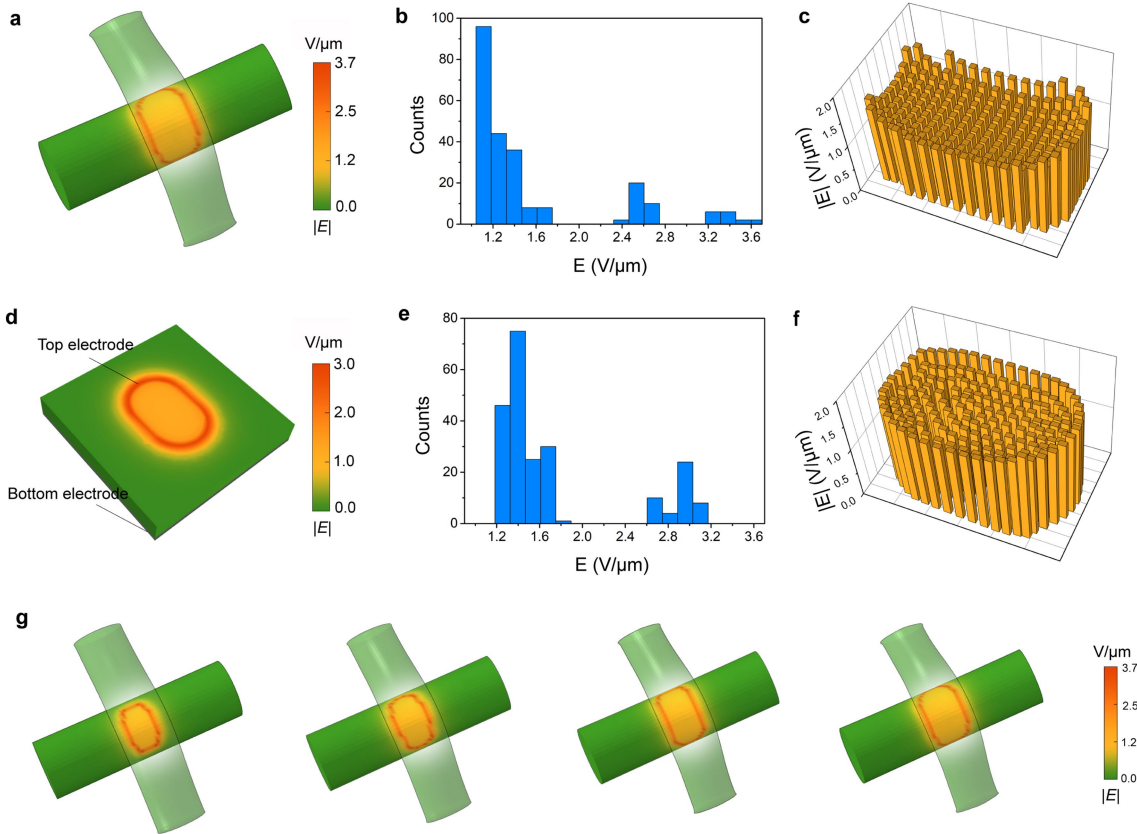 a
V/µm
3.7
2.5
1.2
0.0
|E|
b
Counts
100
80
60
40
20
0
1.2 1.6 2.0 2.4 2.8 3.2 3.6
E (V/µm)
c
|E| (V/µm)
2.0
1.5
1.0
0.5
0.0
d
Top electrode
Bottom electrode
V/µm
3.0
2.0
1.0
0.0
|E|
e
Counts
80
60
40
20
0
1.2 1.6 2.0 2.4 2.8 3.2 3.6
E (V/µm)
f
|E| (V/µm)
2.0
1.5
1.0
0.5
0.0
g
V/µm
3.7
2.5
1.2
0.0
|E|